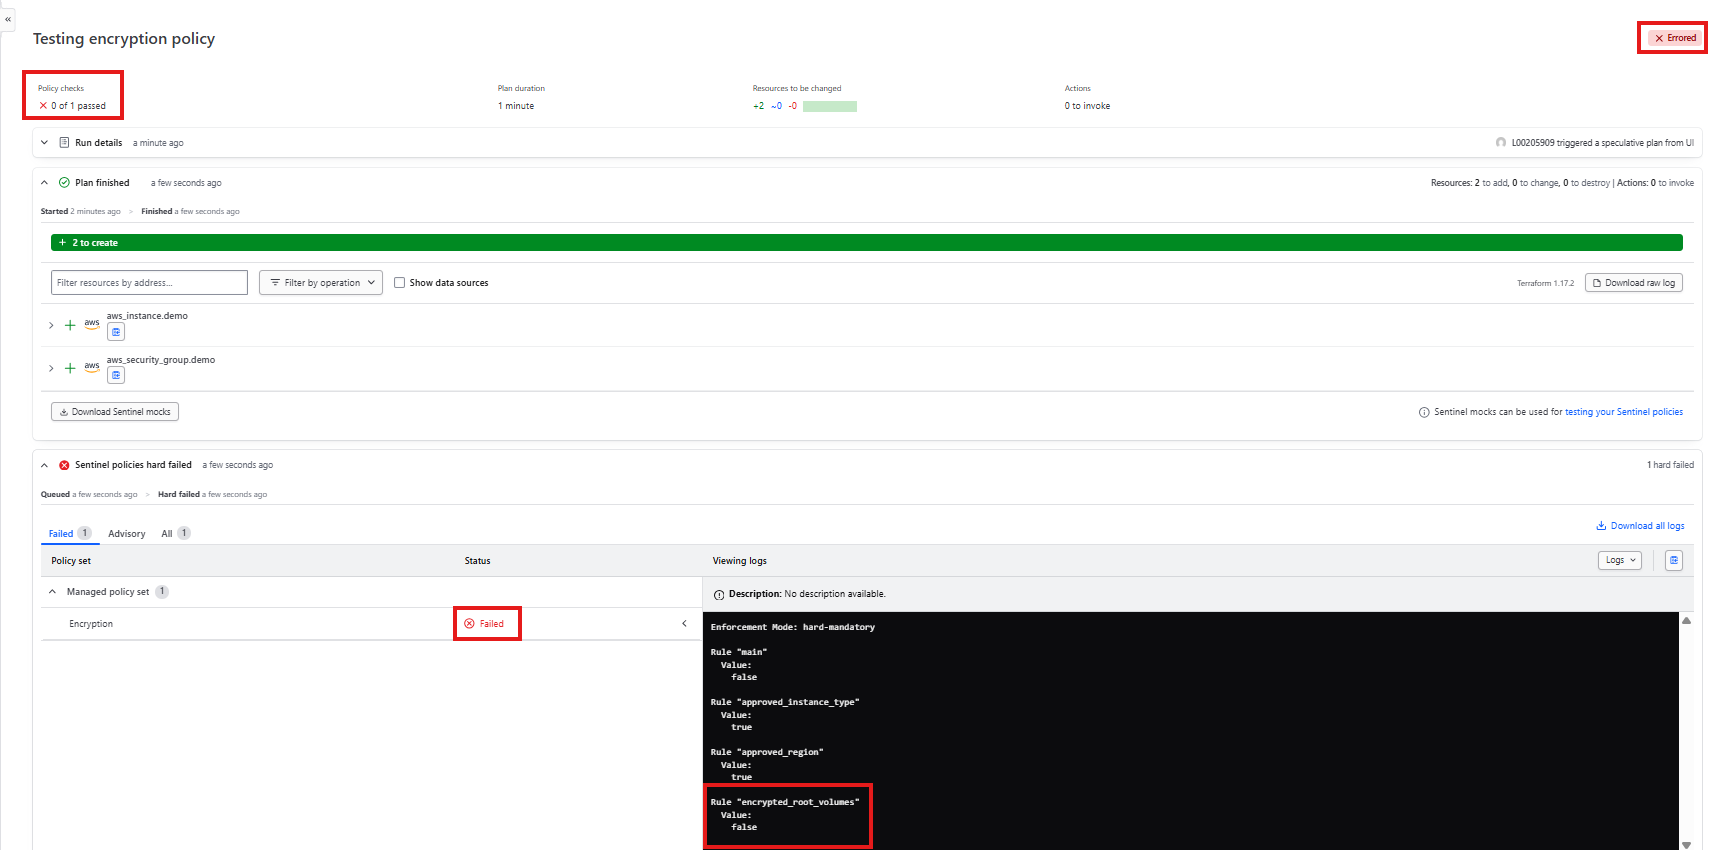 «
Testing encryption policy
Errored
Policy checks
0 of 1 passed
Plan duration
1 minute
Resources to be changed
+2 ~0 -0
Actions
0 to invoke
Run details a minute ago
L00205909 triggered a speculative plan from UI
Plan finished a few seconds ago
Resources: 2 to add, 0 to change, 0 to destroy | Actions: 0 to invoke
Started 2 minutes ago > Finished a few seconds ago
+ 2 to create
Filter resources by address...
Filter by operation
Show data sources
Terraform 1.17.2
Download raw log
aws
aws_instance.demo
aws
aws_security_group.demo
Download Sentinel mocks
Sentinel mocks can be used for testing your Sentinel policies
Sentinel policies hard failed a few seconds ago
1 hard failed
Queued a few seconds ago > Hard failed a few seconds ago
Failed 1 Advisory All 1
Download all logs
Policy set
Status
Viewing logs
Logs
Managed policy set 1
Description: No description available.
Encryption
Failed
Enforcement Mode: hard-mandatory
Rule "main"
Value:
false
Rule "approved_instance_type"
Value:
true
Rule "approved_region"
Value:
true
Rule "encrypted_root_volumes"
Value:
false